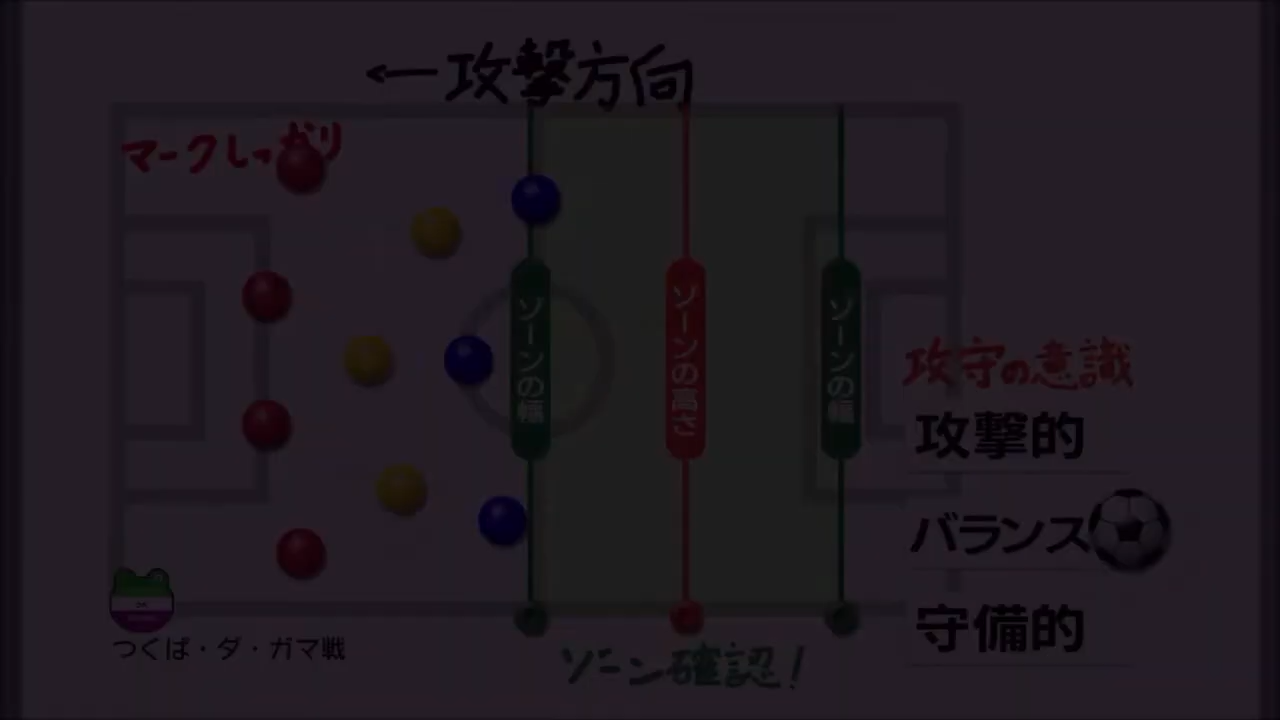 ←攻撃方向
マークしっかり
ゾーンの幅
ゾーンの高さ
ゾーンの幅
攻守の意識
攻撃的
バランス
守備的
つくば・ダ・ガマ戦
ゾーン確認!